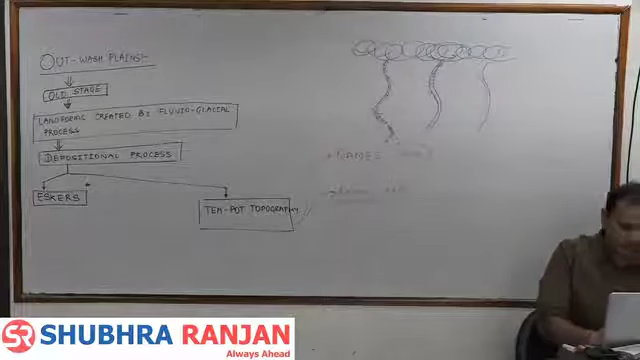 OUT-WASH PLAINS:-
OLD STAGE
LANDFORMS CREATED BY FLUVIO-GLACIAL
PROCESS
DEPOSITIONAL PROCESS
ESKERS
TEA-POT TOPOGRAPHY
KAMES
SHUBHRA RANJAN
Always Ahead
SR